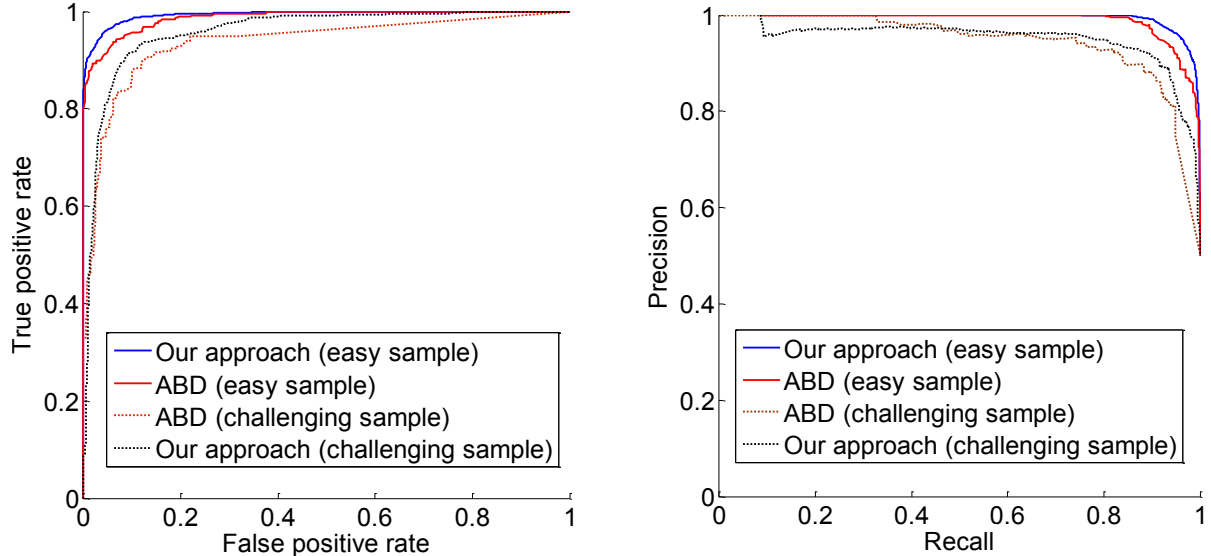 1
0.8
0.6
0.4
0.2
0
True positive rate
Our approach (easy sample)
ABD (easy sample)
ABD (challenging sample)
Our approach (challenging sample)
0 0.2 0.4 0.6 0.8 1
False positive rate
1
0.8
0.6
0.4
0.2
0
Precision
Our approach (easy sample)
ABD (easy sample)
ABD (challenging sample)
Our approach (challenging sample)
0 0.2 0.4 0.6 0.8 1
Recall